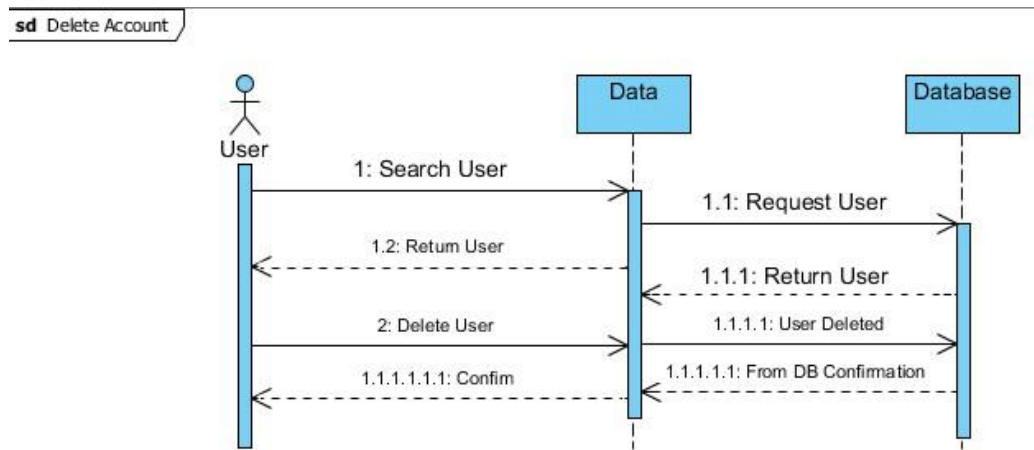 sd Delete Account
Data
Database
User
1: Search User
1.1: Request User
1.2: Return User
1.1.1: Return User
2: Delete User
1.1.1.1: User Deleted
1.1.1.1.1.1: Confim
1.1.1.1.1: From DB Confirmation